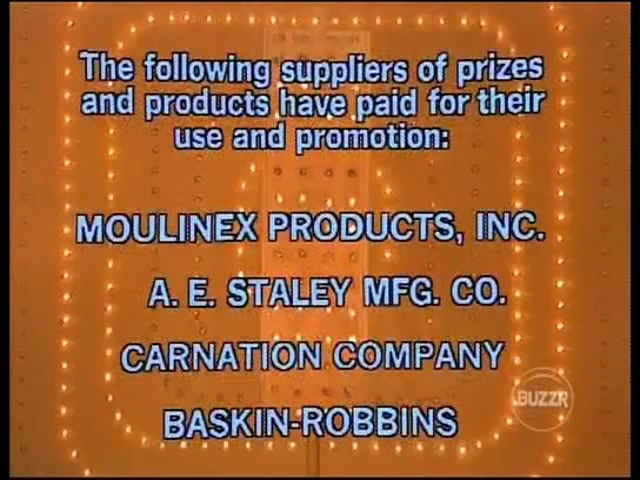 The following suppliers of prizes
and products have paid for their
use and promotion:
MOULINEX PRODUCTS, INC.
A. E. STALEY MFG. CO.
CARNATION COMPANY
BASKIN-ROBBINS
BUZZR